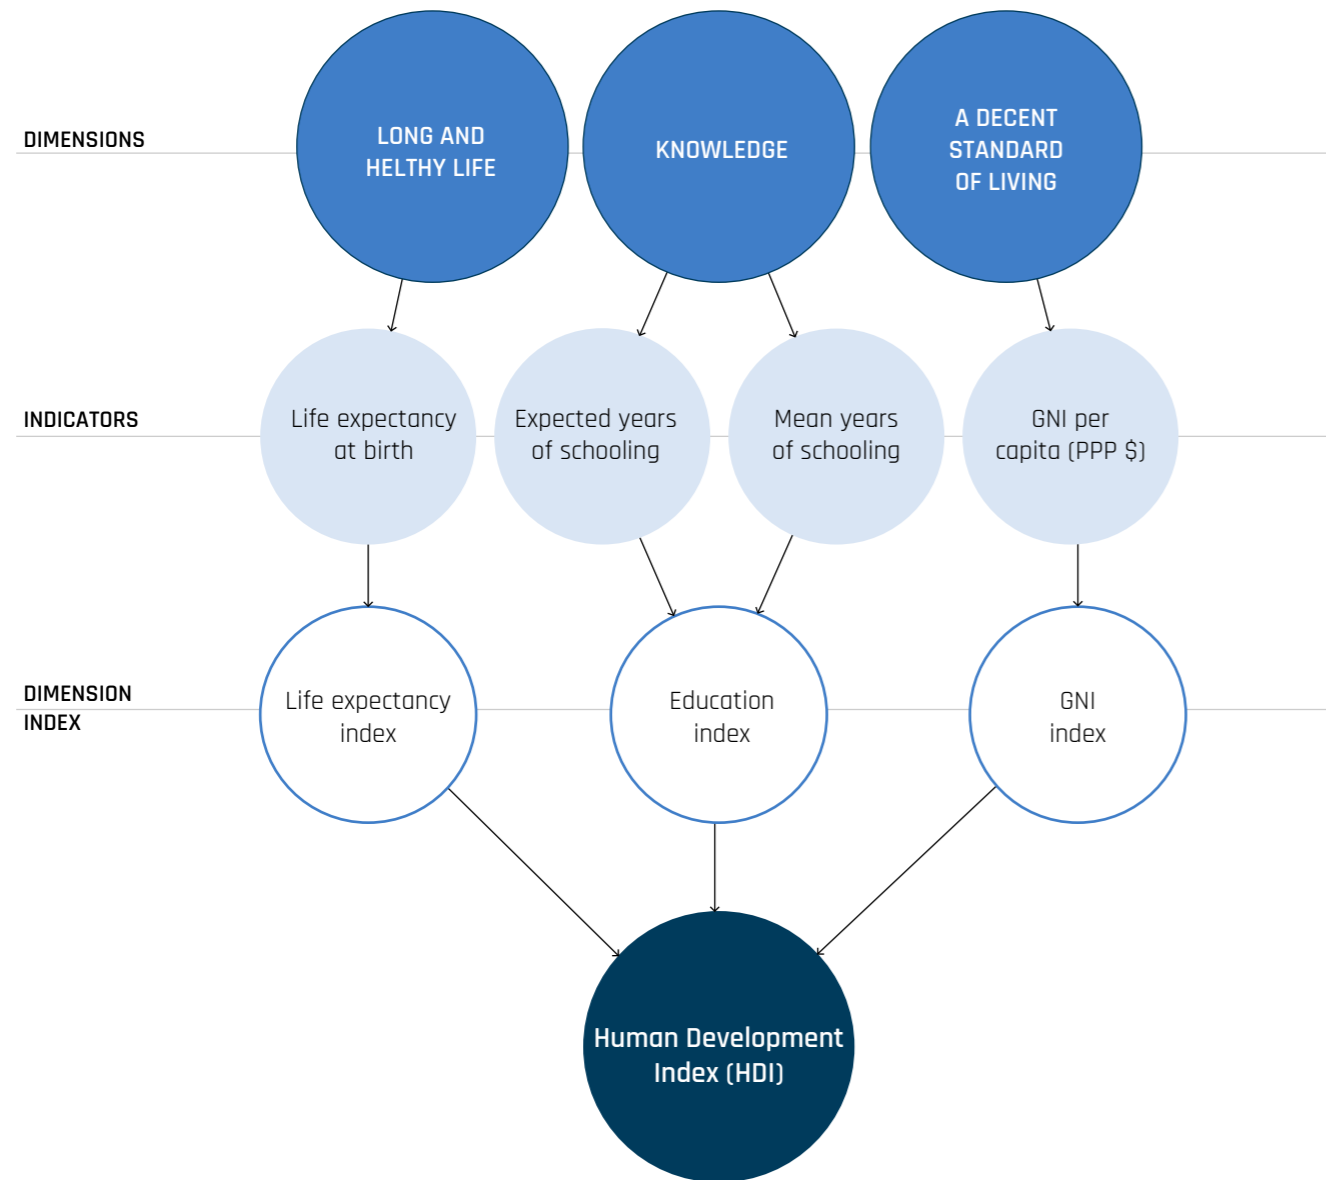 DIMENSIONS
LONG AND
HELTHY LIFE
KNOWLEDGE
A DECENT
STANDARD
OF LIVING
INDICATORS
Life expectancy
at birth
Expected years
of schooling
Mean years
of schooling
GNI per
capita (PPP $)
DIMENSION
INDEX
Life expectancy
index
Education
index
GNI
index
Human Development
Index (HDI)